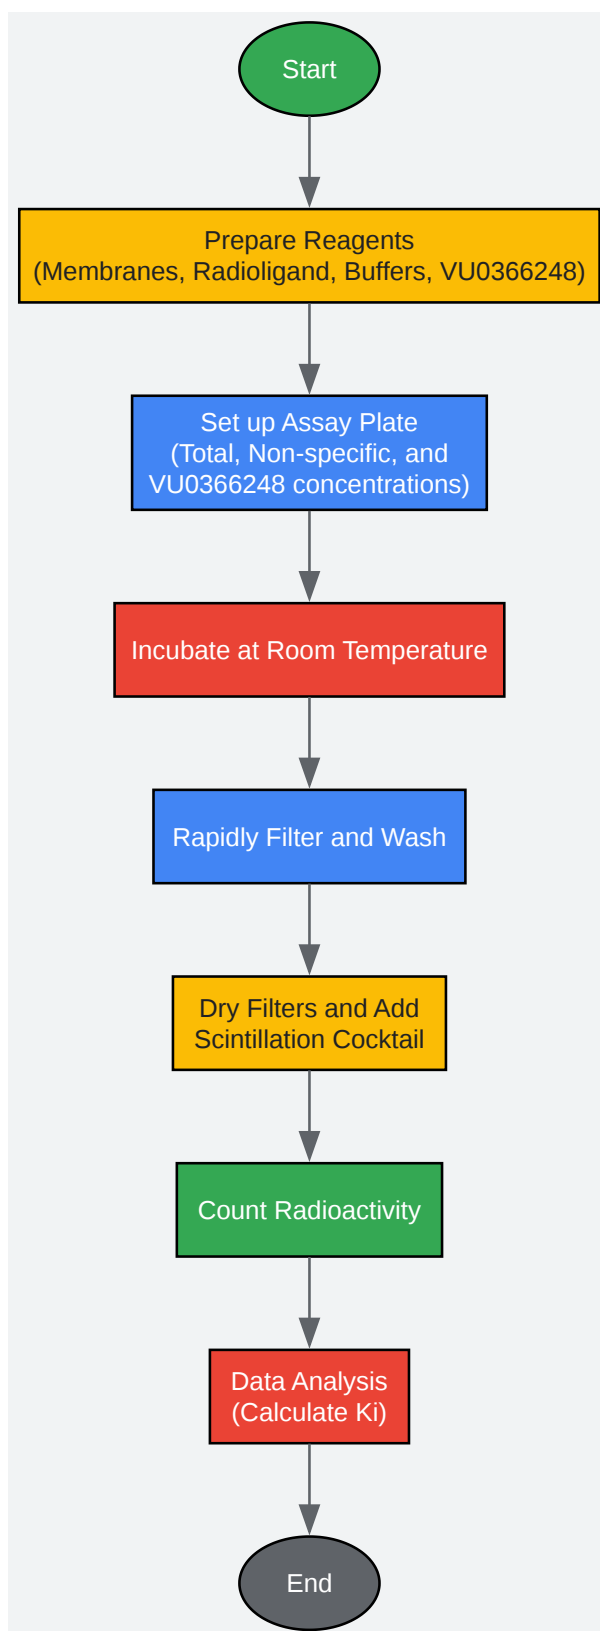 Start
Prepare Reagents
(Membranes, Radioligand, Buffers, VU0366248)
Set up Assay Plate
(Total, Non-specific, and
VU0366248 concentrations)
Incubate at Room Temperature
Rapidly Filter and Wash
Dry Filters and Add
Scintillation Cocktail
Count Radioactivity
Data Analysis
(Calculate Ki)
End